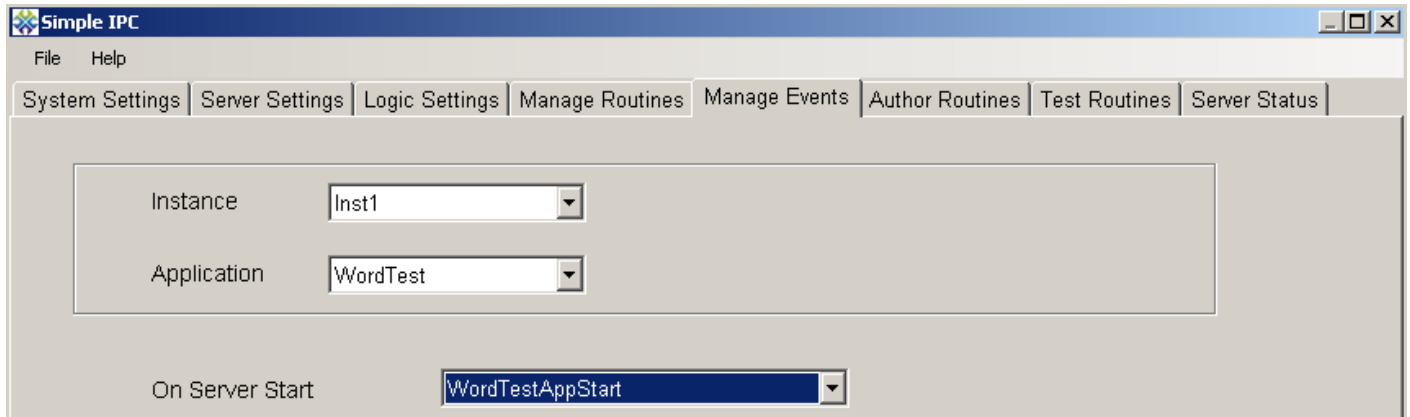 Simple IPC
File Help
System Settings Server Settings Logic Settings Manage Routines Manage Events Author Routines Test Routines Server Status
Instance Inst1
Application WordTest
On Server Start WordTestAppStart